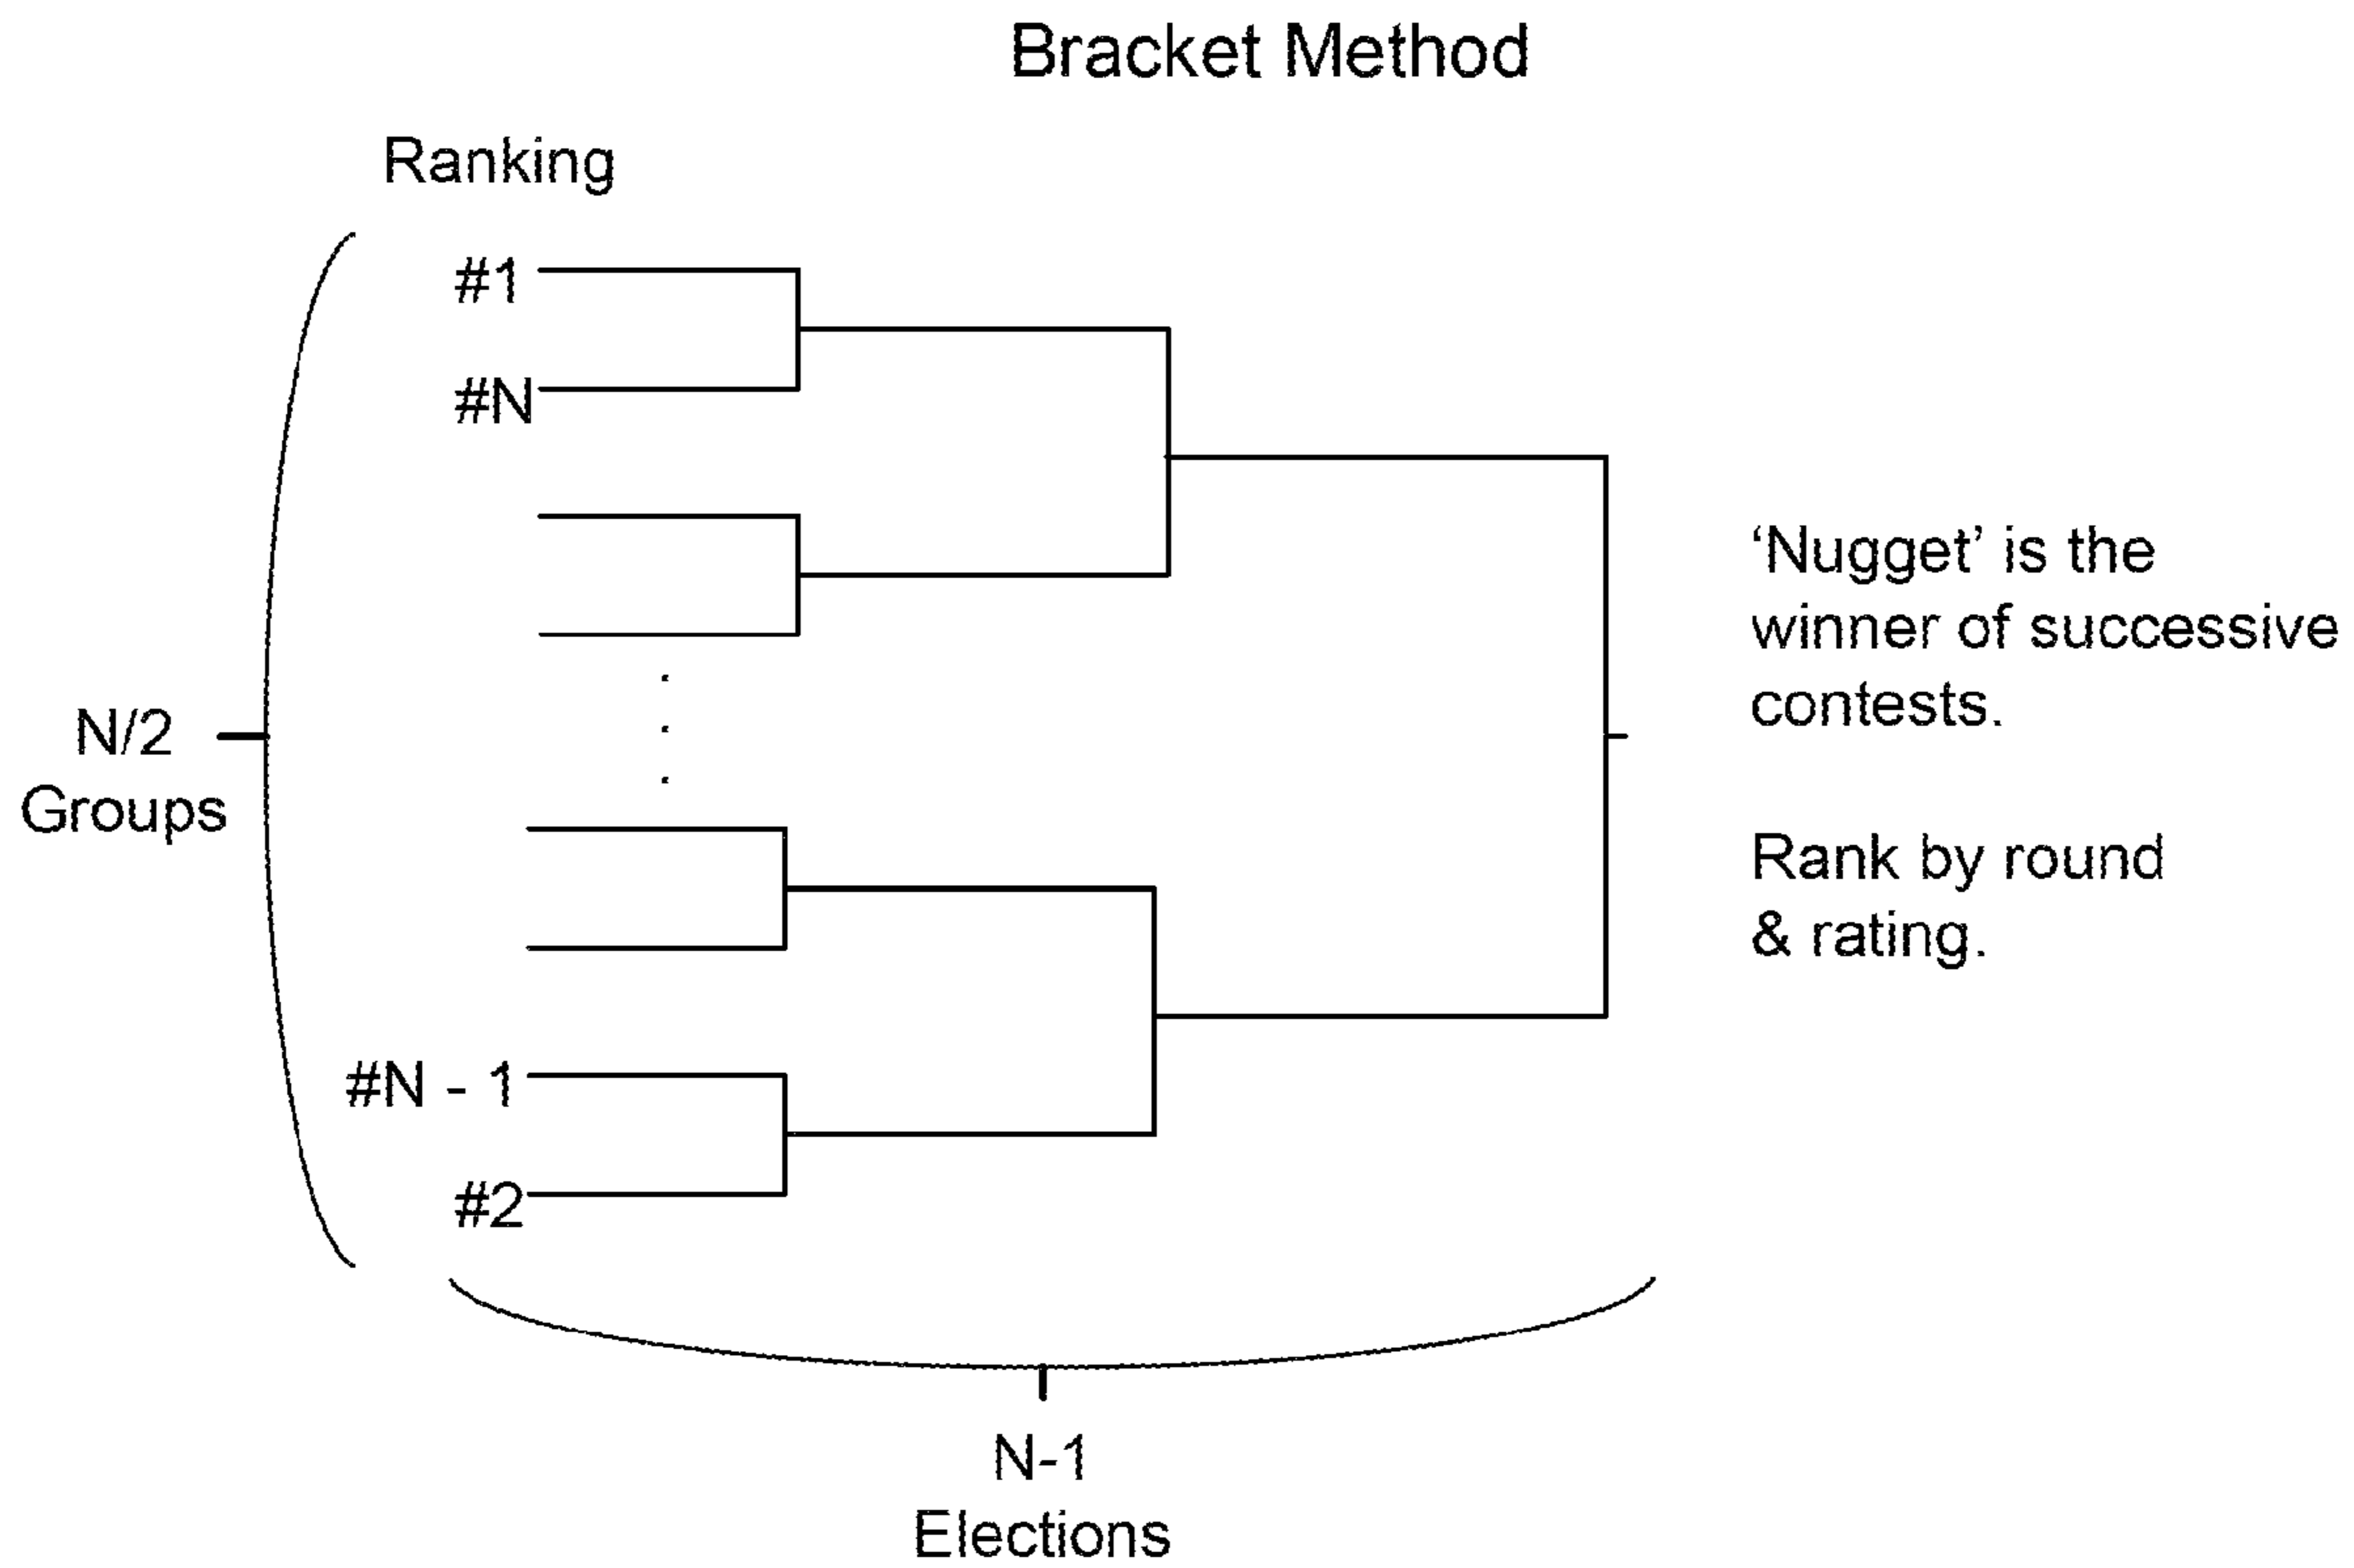 Bracket Method
Ranking
#1
#N
N/2
Groups
#N - 1
#2
‘Nugget’ is the
winner of successive
contests.
Rank by round
& rating.
N-1
Elections